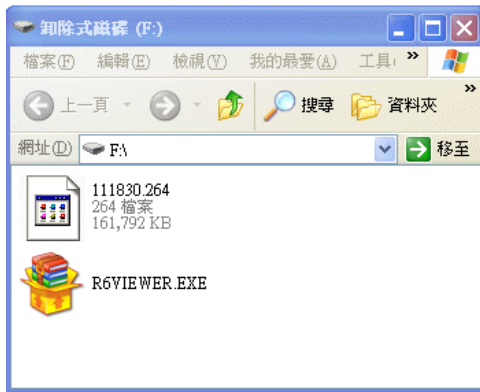 卸除式磁碟 (F:)
檔案(F) 編輯(E) 檢視(V) 我的最愛(A) 工具 »
上一頁 搜尋 資料夾 »
網址(D) F:\ 移至
111830.264
264 檔案
161,792 KB
R6VIEWER.EXE